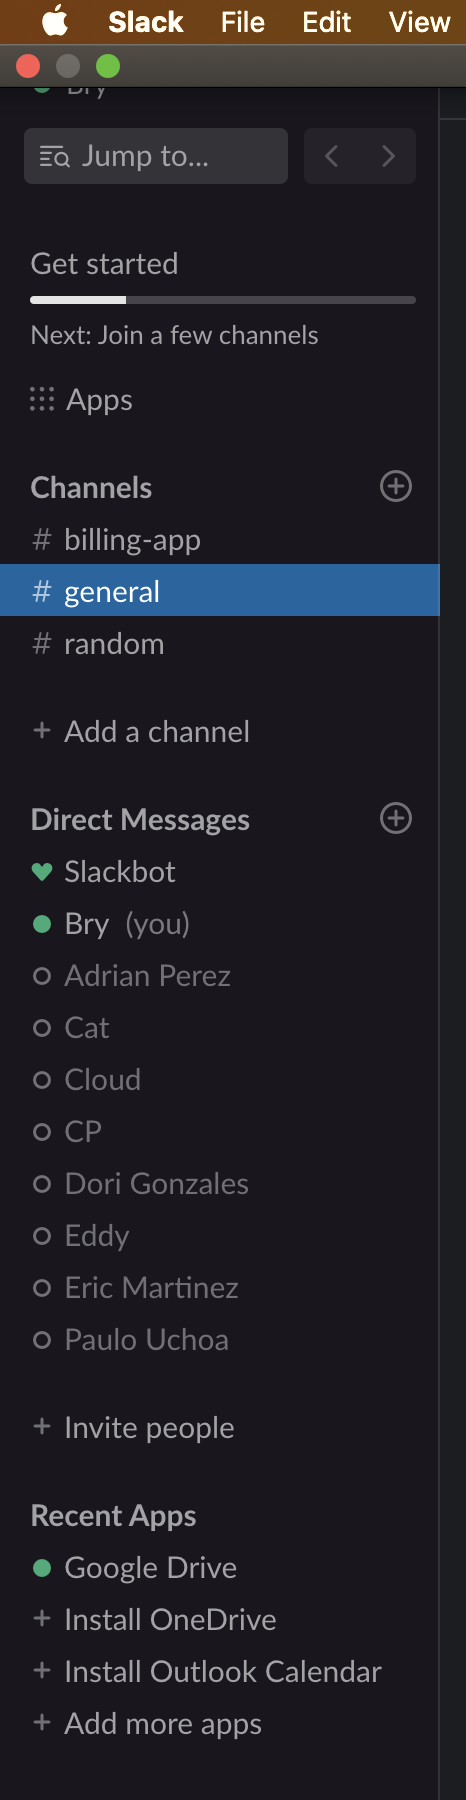 Slack File Edit View
Bry
Jump to...
Get started
Next: Join a few channels
Apps
Channels
# billing-app
# general
# random
+ Add a channel
Direct Messages
Slackbot
Bry (you)
Adrian Perez
Cat
Cloud
CP
Dori Gonzales
Eddy
Eric Martinez
Paulo Uchoa
+ Invite people
Recent Apps
Google Drive
+ Install OneDrive
+ Install Outlook Calendar
+ Add more apps